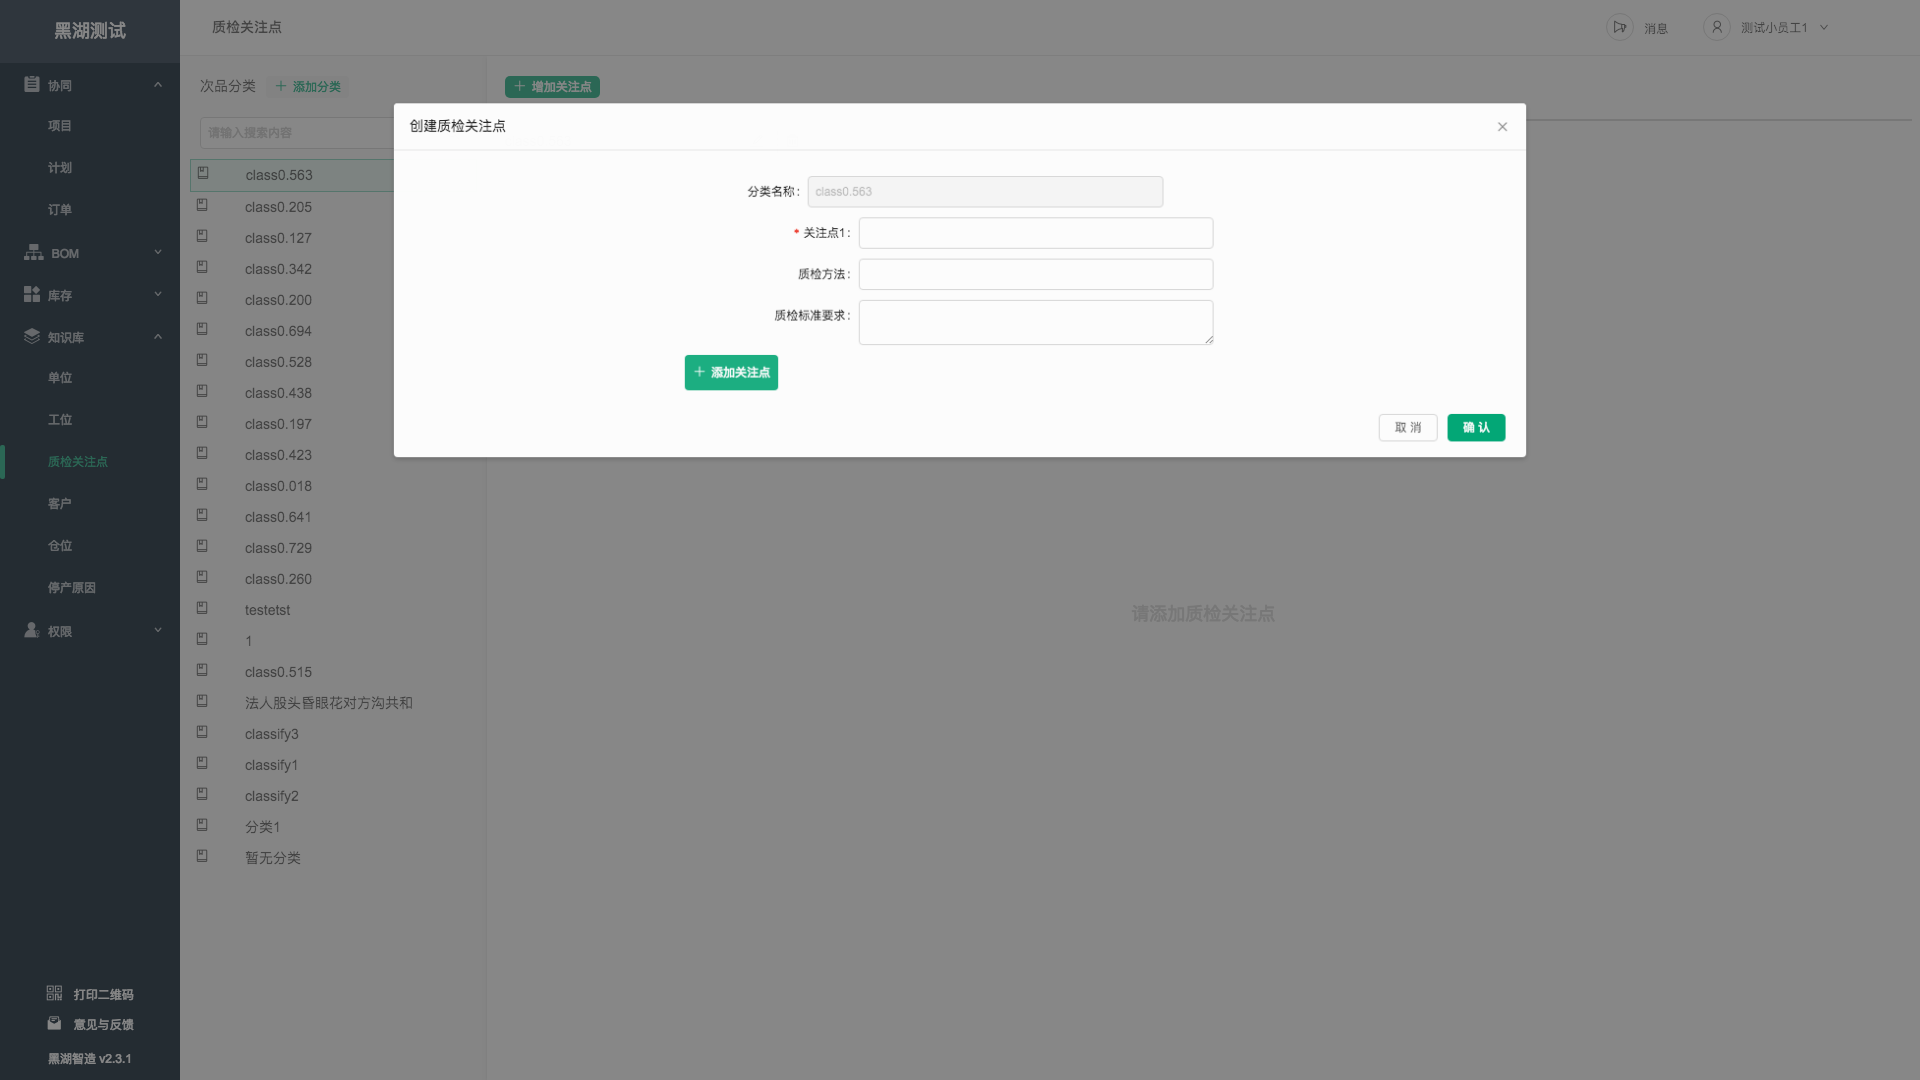 黑湖测试
协同
项目
计划
订单
BOM
库存
知识库
单位
工位
质检关注点
客户
仓位
停产原因
权限
打印二维码
意见与反馈
黑湖智造 v2.3.1
质检关注点
消息
测试小员工1
次品分类
添加分类
请输入搜索内容
class0.563
class0.205
class0.127
class0.342
class0.200
class0.694
class0.528
class0.438
class0.197
class0.423
class0.018
class0.641
class0.729
class0.260
testetst
1
class0.515
法人股头昏眼花对方沟共和
classify3
classify1
classify2
分类1
暂无分类
增加关注点
创建质检关注点
分类名称: class0.563
* 关注点1:
质检方法:
质检标准要求:
添加关注点
取 消
确 认
请添加质检关注点